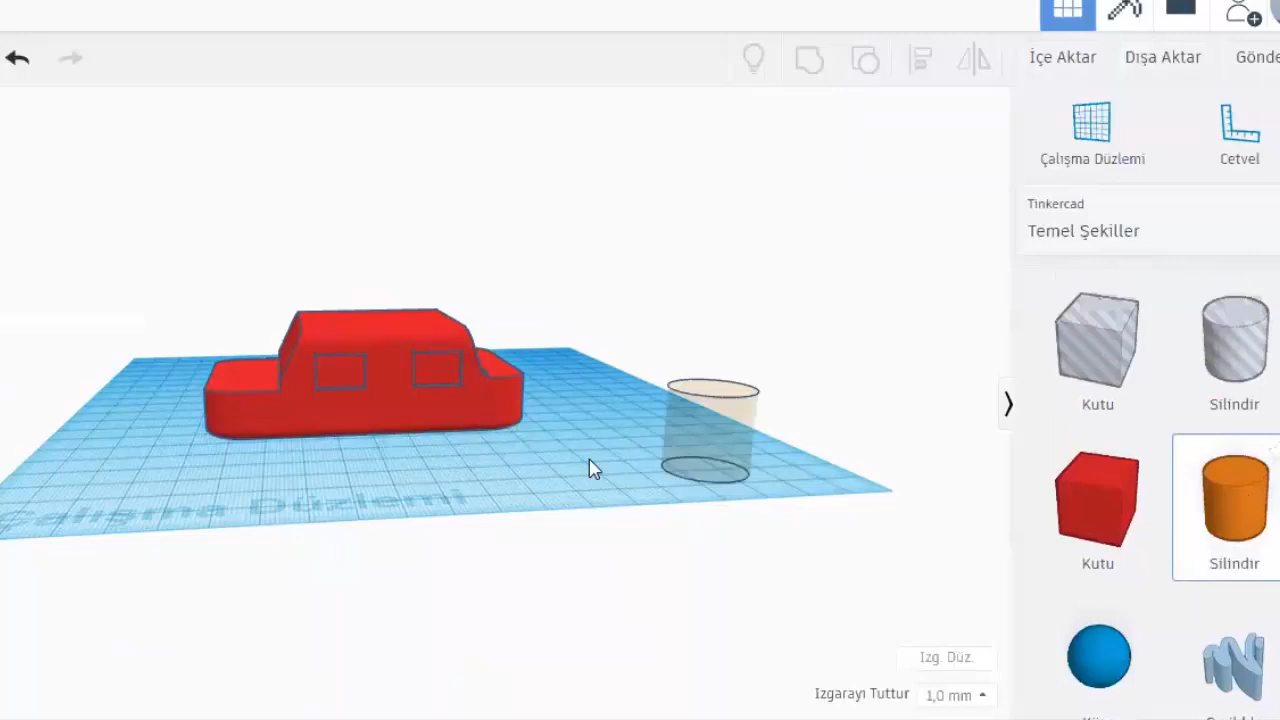 İçe Aktar Dışa Aktar Gönde
Çalışma Düzlemi Cetvel
Tinkercad
Temel Şekiller
Kutu Silindir
Kutu Silindir
Çalışma Düzlemi
Izg. Düz.
Izgarayı Tuttur 1,0 mm